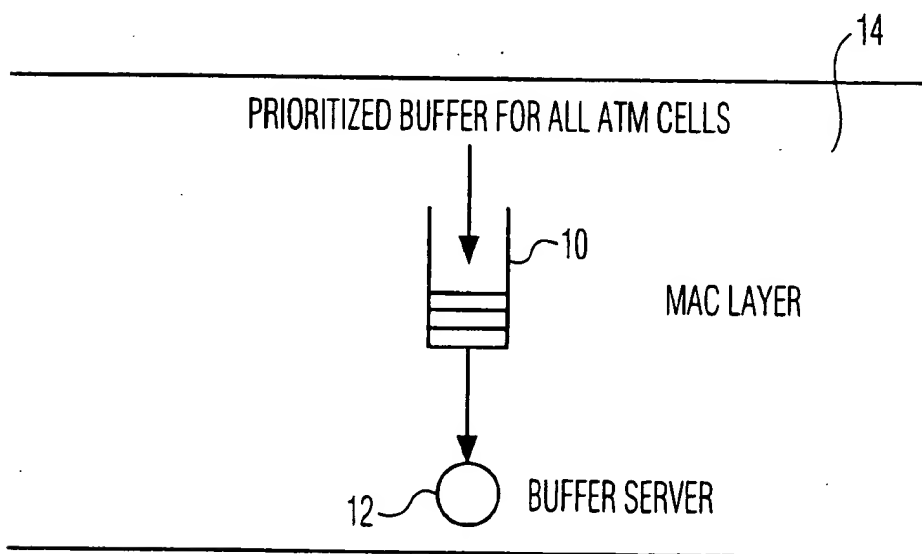 14
PRIORITIZED BUFFER FOR ALL ATM CELLS
10
MAC LAYER
12
BUFFER SERVER